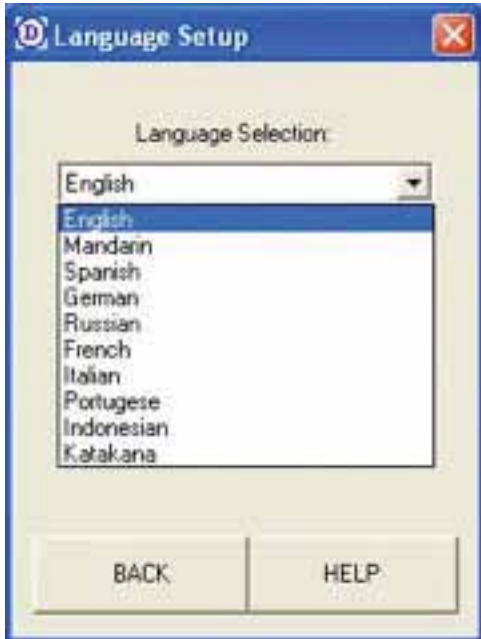 D Language Setup
Language Selection:
English
English
Mandarin
Spanish
German
Russian
French
Italian
Portugese
Indonesian
Katakana
BACK HELP